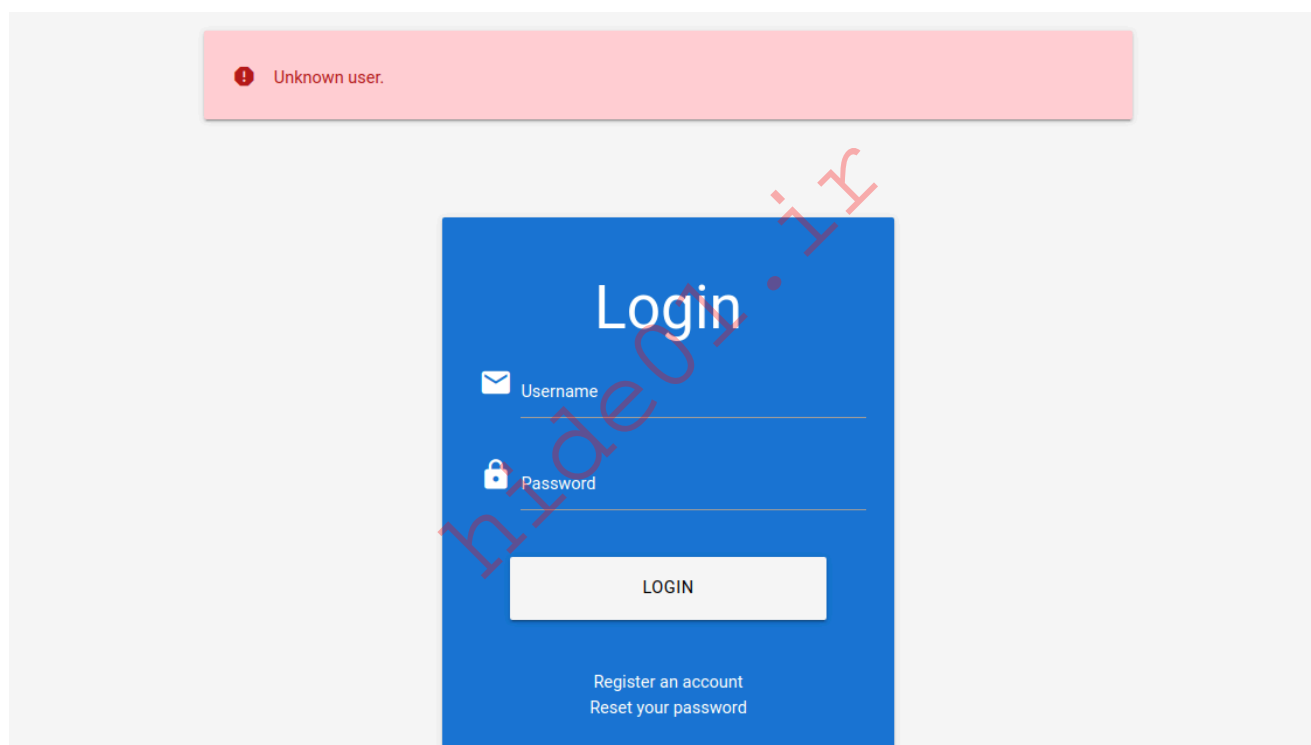 Unknown user.
Login
Username
Password
LOGIN
Register an account
Reset your password
hide01.ir